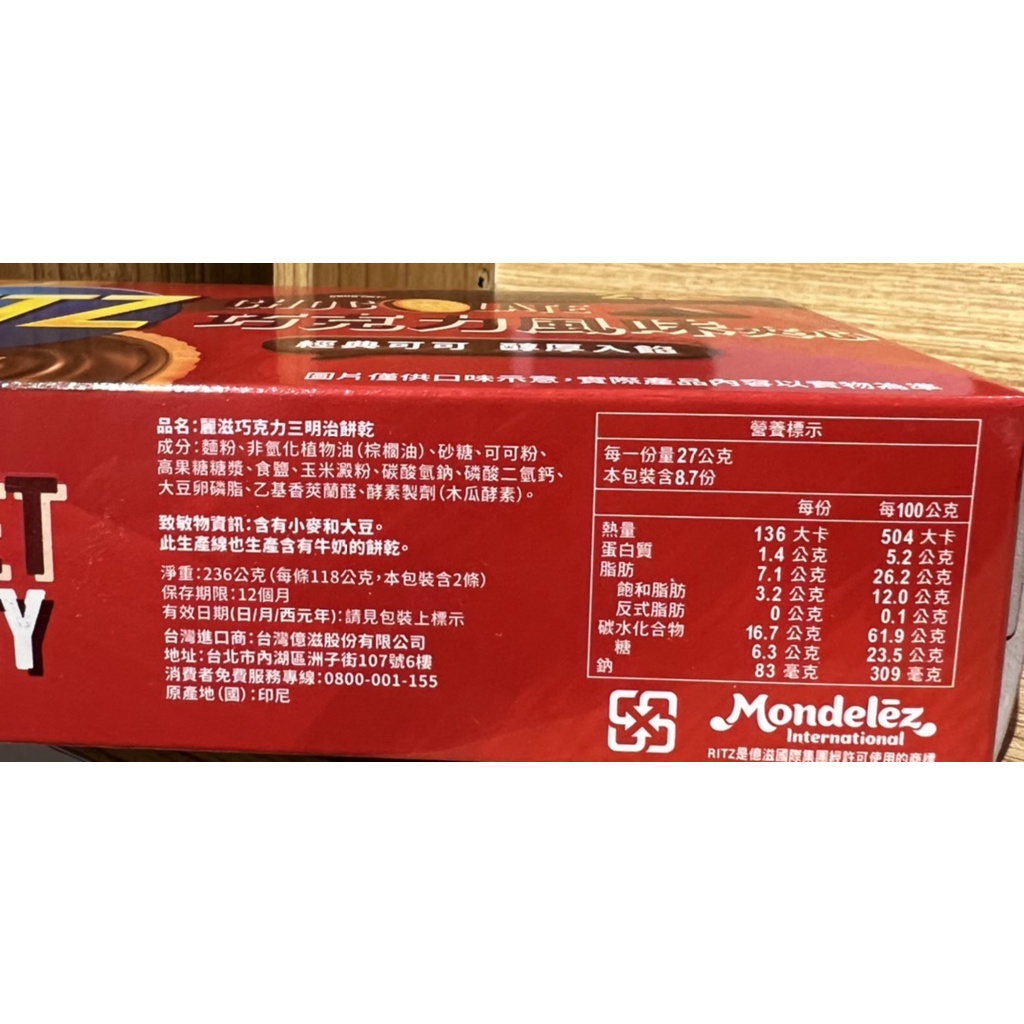 TZ
巧克力風味
經典可可 醇厚入餡
圖片僅供口味示意，實際產品內容以實物為準
ET
Y
品名：麗滋巧克力三明治餅乾
成分：麵粉、非氫化植物油（棕櫚油）、砂糖、可可粉、
高果糖糖漿、食鹽、玉米澱粉、碳酸氫鈉、磷酸二氫鈣、
大豆卵磷脂、乙基香莢蘭醛、酵素製劑（木瓜酵素）。
致敏物資訊：含有小麥和大豆。
此生產線也生產含有牛奶的餅乾。
淨重：236公克（每條118公克，本包裝含2條）
保存期限：12個月
有效日期(日/月/西元年)：請見包裝上標示
台灣進口商：台灣億滋股份有限公司
地址：台北市內湖區洲子街107號6樓
消費者免費服務專線：0800-001-155
原產地（國）：印尼
營養標示
每一份量27公克
本包裝含8.7份
每份 每100公克
熱量 136 大卡 504 大卡
蛋白質 1.4 公克 5.2 公克
脂肪 7.1 公克 26.2 公克
飽和脂肪 3.2 公克 12.0 公克
反式脂肪 0 公克 0.1 公克
碳水化合物 16.7 公克 61.9 公克
糖 6.3 公克 23.5 公克
鈉 83 毫克 309 毫克
Mondelēz
International
RITZ是億滋國際集團經許可使用的商標